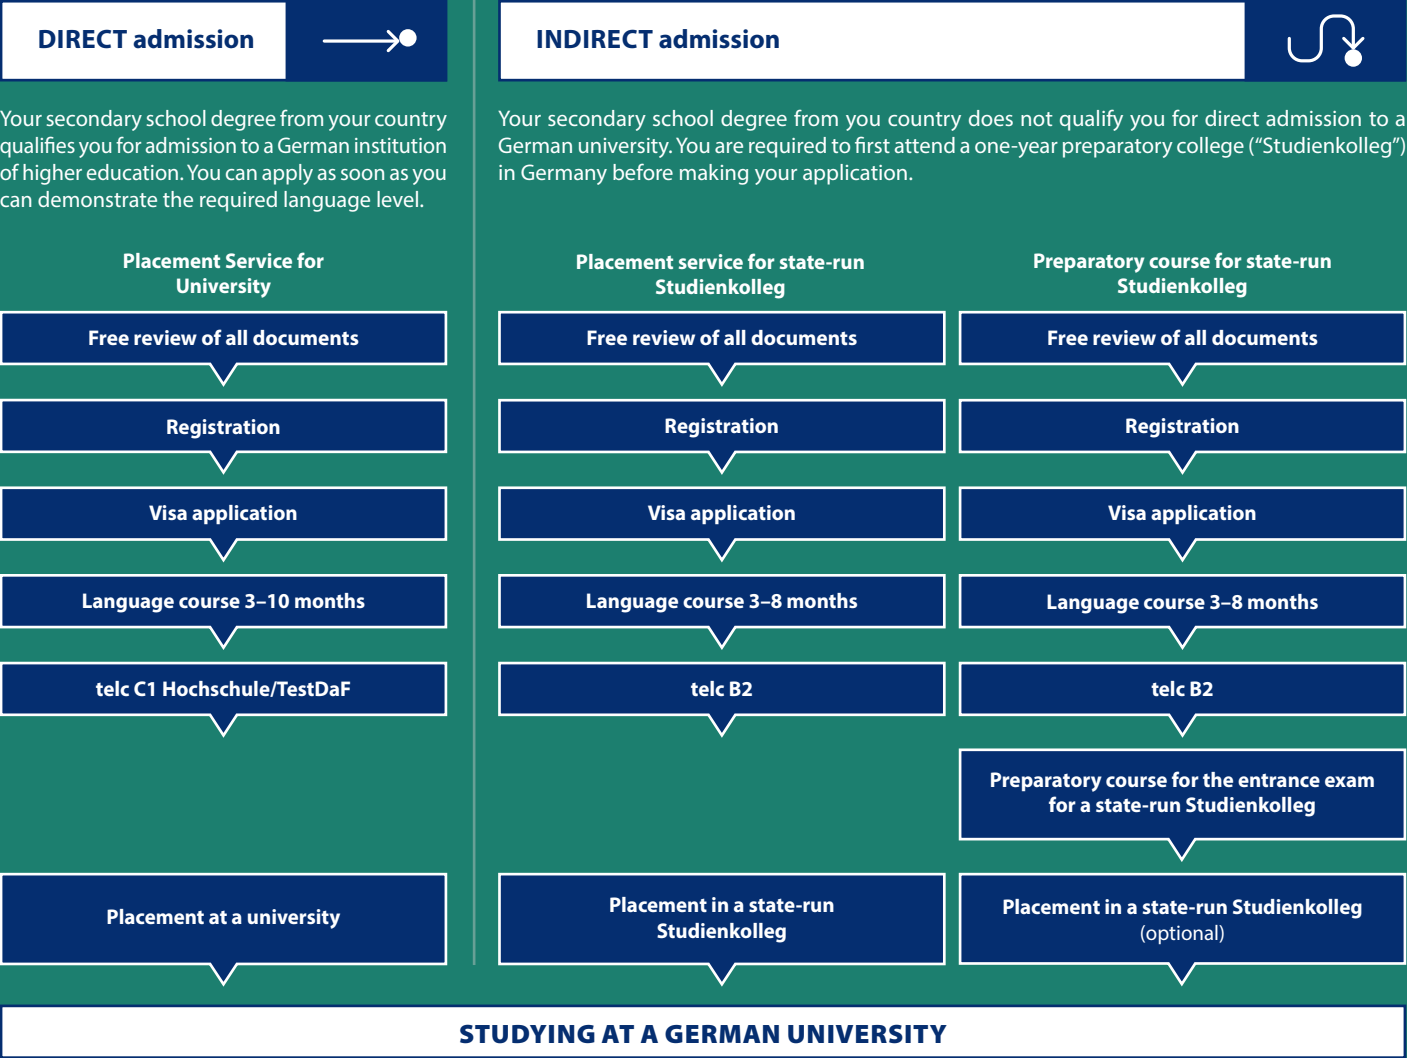 DIRECT admission
Your secondary school degree from your country
qualifies you for admission to a German institution
of higher education. You can apply as soon as you
can demonstrate the required language level.
Placement Service for
University
Free review of all documents
Registration
Visa application
Language course 3–10 months
telc C1 Hochschule/TestDaF
Placement at a university
INDIRECT admission
Your secondary school degree from you country does not qualify you for direct admission to a
German university. You are required to first attend a one-year preparatory college (“Studienkolleg”)
in Germany before making your application.
Placement service for state-run
Studienkolleg
Free review of all documents
Registration
Visa application
Language course 3–8 months
telc B2
Placement in a state-run
Studienkolleg
Preparatory course for state-run
Studienkolleg
Free review of all documents
Registration
Visa application
Language course 3–8 months
telc B2
Preparatory course for the entrance exam
for a state-run Studienkolleg
Placement in a state-run Studienkolleg
(optional)
STUDYING AT A GERMAN UNIVERSITY